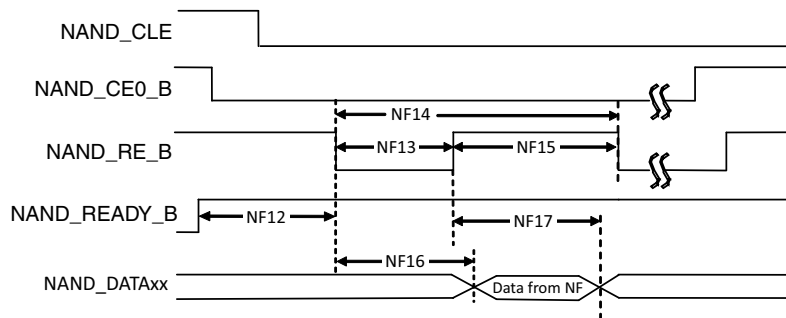 NAND_CLE
NAND_CE0_B
NF14
NAND_RE_B
NF13
NF15
NAND_READY_B
NF12
NF17
NF16
NAND_DATAxx
Data from NF